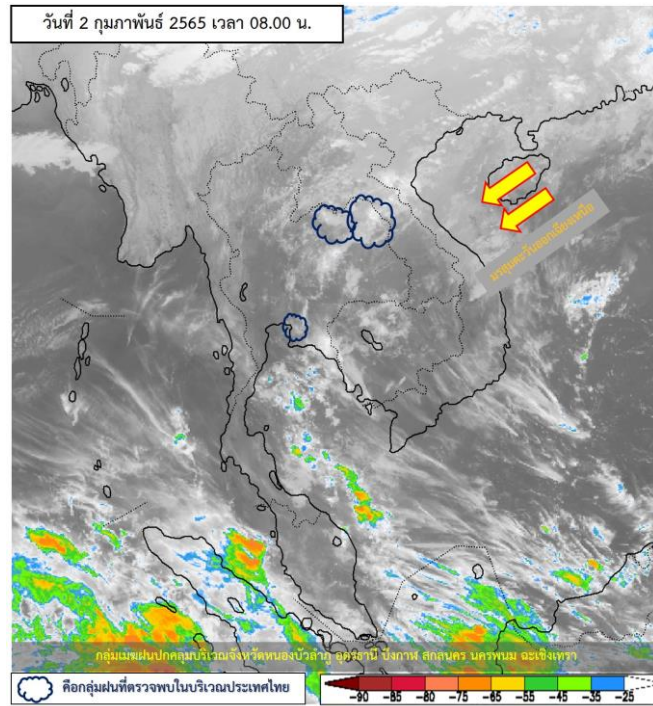 วันที่ 2 กุมภาพันธ์ 2565 เวลา 08.00 น.
มรสุมตะวันออกเฉียงเหนือ
กลุ่มเมฆฝนปกคลุมบริเวณจังหวัดหนองบัวลำภู อุดรธานี บึงกาฬ สกลนคร นครพนม ฉะเชิงเทรา
คือกลุ่มฝนที่ตรวจพบในบริเวณประเทศไทย
-90 -85 -80 -75 -65 -55 -45 -35 -25